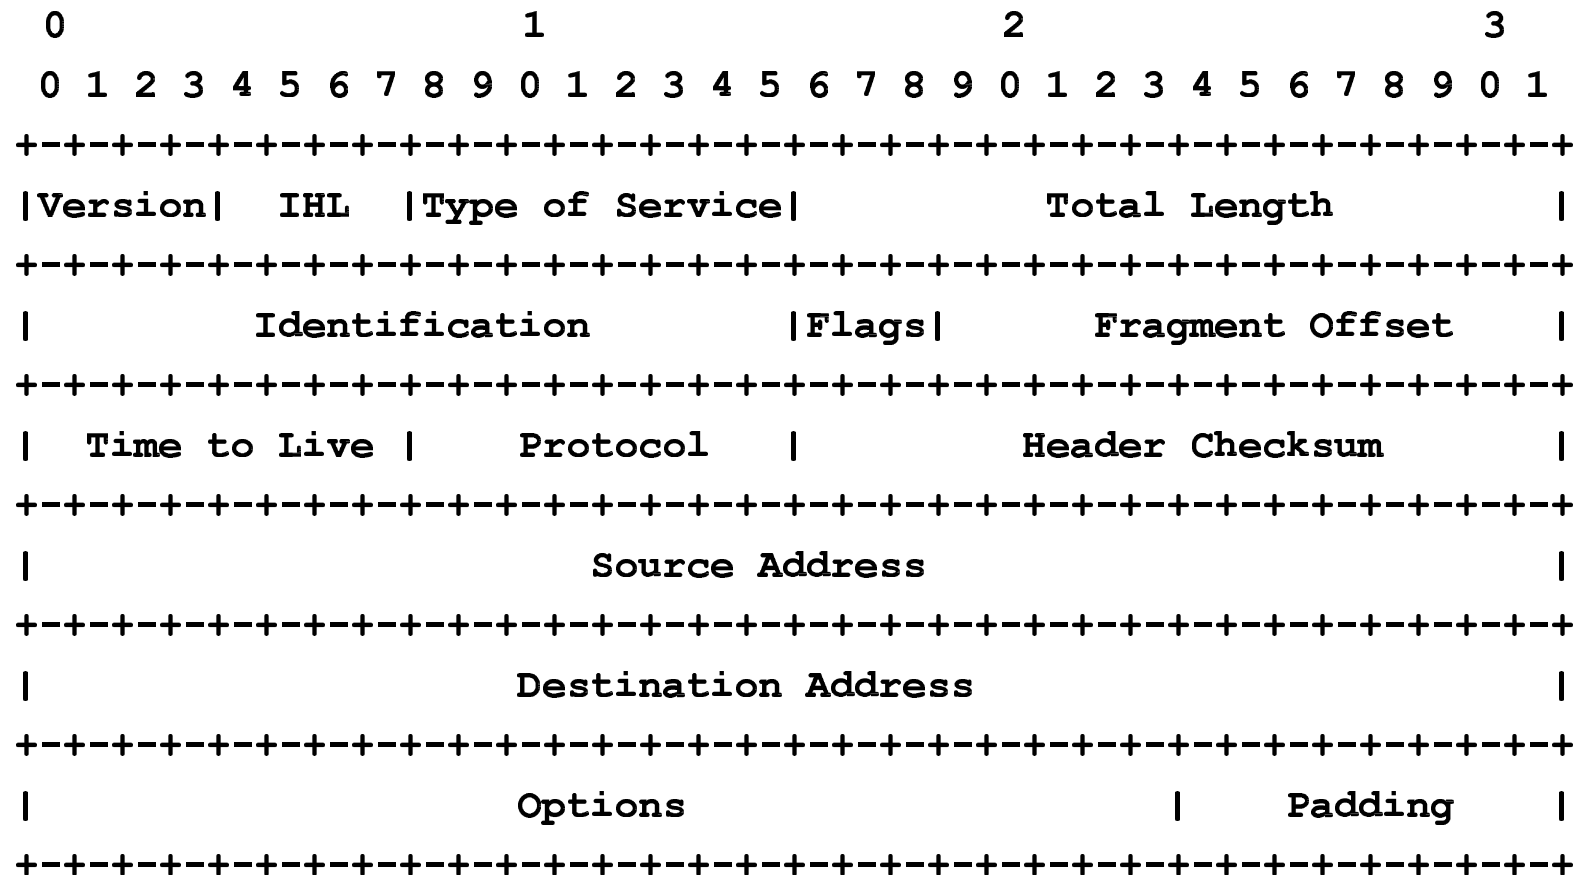 0                   1                   2                   3
 0 1 2 3 4 5 6 7 8 9 0 1 2 3 4 5 6 7 8 9 0 1 2 3 4 5 6 7 8 9 0 1
+-+-+-+-+-+-+-+-+-+-+-+-+-+-+-+-+-+-+-+-+-+-+-+-+-+-+-+-+-+-+-+-+
|Version|  IHL  |Type of Service|          Total Length         |
+-+-+-+-+-+-+-+-+-+-+-+-+-+-+-+-+-+-+-+-+-+-+-+-+-+-+-+-+-+-+-+-+
|         Identification        |Flags|      Fragment Offset    |
+-+-+-+-+-+-+-+-+-+-+-+-+-+-+-+-+-+-+-+-+-+-+-+-+-+-+-+-+-+-+-+-+
|  Time to Live |    Protocol   |         Header Checksum       |
+-+-+-+-+-+-+-+-+-+-+-+-+-+-+-+-+-+-+-+-+-+-+-+-+-+-+-+-+-+-+-+-+
|                       Source Address                          |
+-+-+-+-+-+-+-+-+-+-+-+-+-+-+-+-+-+-+-+-+-+-+-+-+-+-+-+-+-+-+-+-+
|                    Destination Address                        |
+-+-+-+-+-+-+-+-+-+-+-+-+-+-+-+-+-+-+-+-+-+-+-+-+-+-+-+-+-+-+-+-+
|                    Options                    |    Padding    |
+-+-+-+-+-+-+-+-+-+-+-+-+-+-+-+-+-+-+-+-+-+-+-+-+-+-+-+-+-+-+-+-+